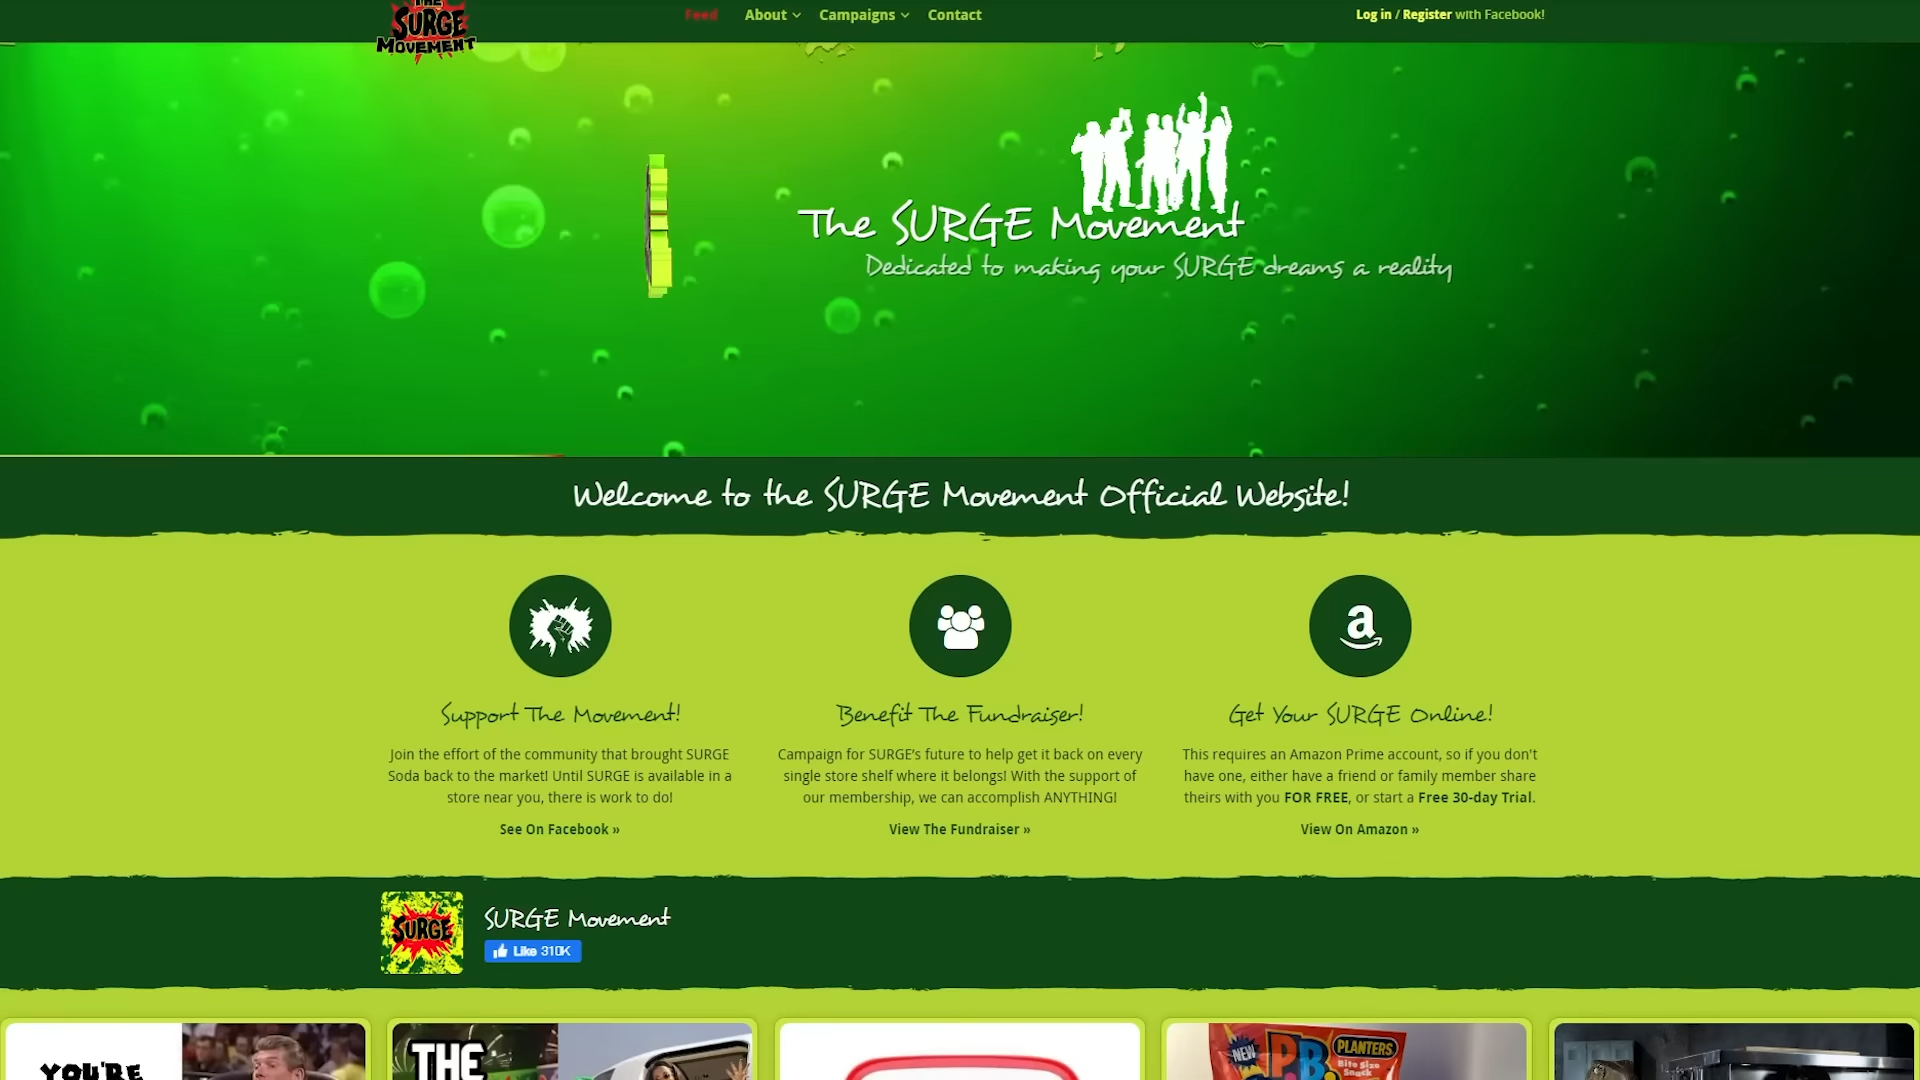 THE
SURGE
MOVEMENT
Feed
About
Campaigns
Contact
Log in / Register with Facebook!
The SURGE Movement
Dedicated to making your SURGE dreams a reality
Welcome to the SURGE Movement Official Website!
Support The Movement!
Join the effort of the community that brought SURGE
Soda back to the market! Until SURGE is available in a
store near you, there is work to do!
See On Facebook »
Benefit The Fundraiser!
Campaign for SURGE's future to help get it back on every
single store shelf where it belongs! With the support of
our membership, we can accomplish ANYTHING!
View The Fundraiser »
a
Get Your SURGE Online!
This requires an Amazon Prime account, so if you don't
have one, either have a friend or family member share
theirs with you FOR FREE, or start a Free 30-day Trial.
View On Amazon »
SURGE
SURGE Movement
Like 310K
YOU'RE
THE
NEW
P.B.
PLANTERS
Bite Size
Snack